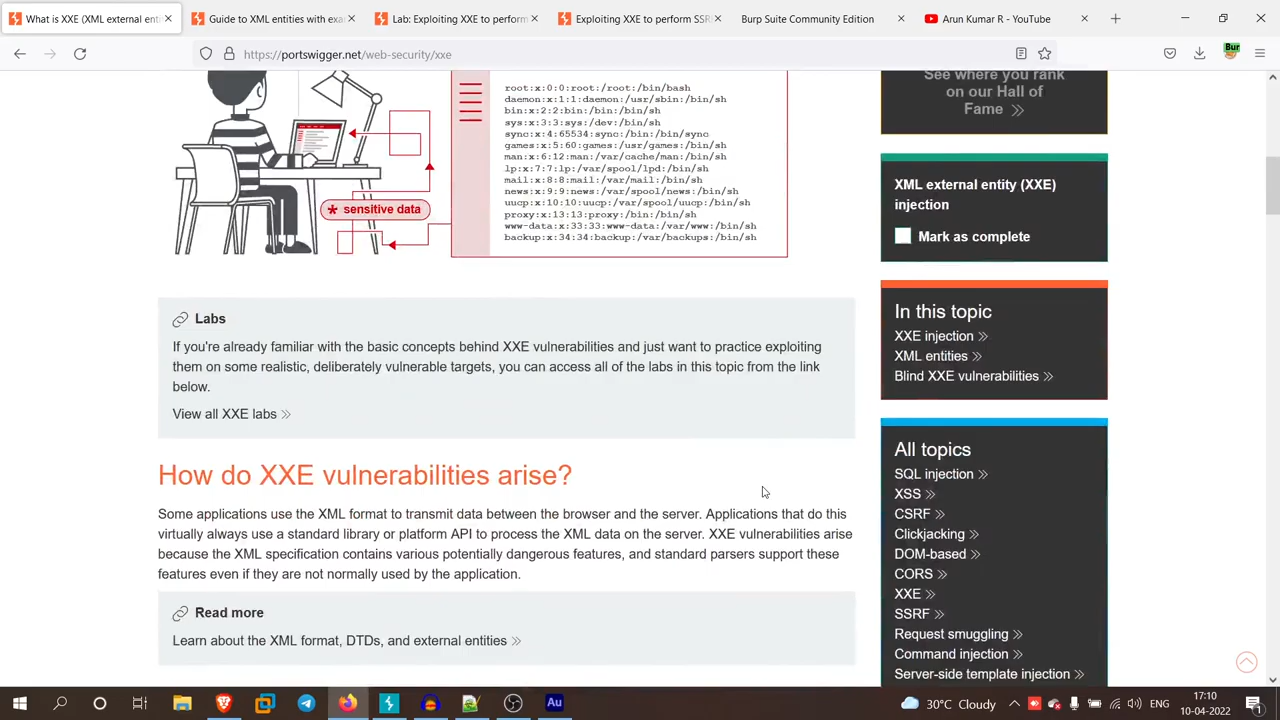 What is XXE (XML external ent
Guide to XML entities with exa
Lab: Exploiting XXE to perform
Exploiting XXE to perform SSR
Burp Suite Community Edition
Arun Kumar R - YouTube
https://portswigger.net/web-security/xxe
Bur
root:x:0:0:root:/root:/bin/bash
daemon:x:1:1:daemon:/usr/sbin:/bin/sh
bin:x:2:2:bin:/bin:/bin/sh
sys:x:3:3:sys:/dev:/bin/sh
sync:x:4:65534:sync:/bin:/bin/sync
games:x:5:60:games:/usr/games:/bin/sh
man:x:6:12:man:/var/cache/man:/bin/sh
lp:x:7:7:lp:/var/spool/lpd:/bin/sh
mail:x:8:8:mail:/var/mail:/bin/sh
news:x:9:9:news:/var/spool/news:/bin/sh
uucp:x:10:10:uucp:/var/spool/uucp:/bin/sh
proxy:x:13:13:proxy:/bin:/bin/sh
www-data:x:33:33:www-data:/var/www:/bin/sh
backup:x:34:34:backup:/var/backups:/bin/sh
* sensitive data
Labs
If you're already familiar with the basic concepts behind XXE vulnerabilities and just want to practice exploiting
them on some realistic, deliberately vulnerable targets, you can access all of the labs in this topic from the link
below.
View all XXE labs
How do XXE vulnerabilities arise?
Some applications use the XML format to transmit data between the browser and the server. Applications that do this
virtually always use a standard library or platform API to process the XML data on the server. XXE vulnerabilities arise
because the XML specification contains various potentially dangerous features, and standard parsers support these
features even if they are not normally used by the application.
Read more
Learn about the XML format, DTDs, and external entities
See where you rank
on our Hall of
Fame
XML external entity (XXE)
injection
Mark as complete
In this topic
XXE injection
XML entities
Blind XXE vulnerabilities
All topics
SQL injection
XSS
CSRF
Clickjacking
DOM-based
CORS
XXE
SSRF
Request smuggling
Command injection
Server-side template injection
Au
30°C Cloudy
ENG
17:10
10-04-2022